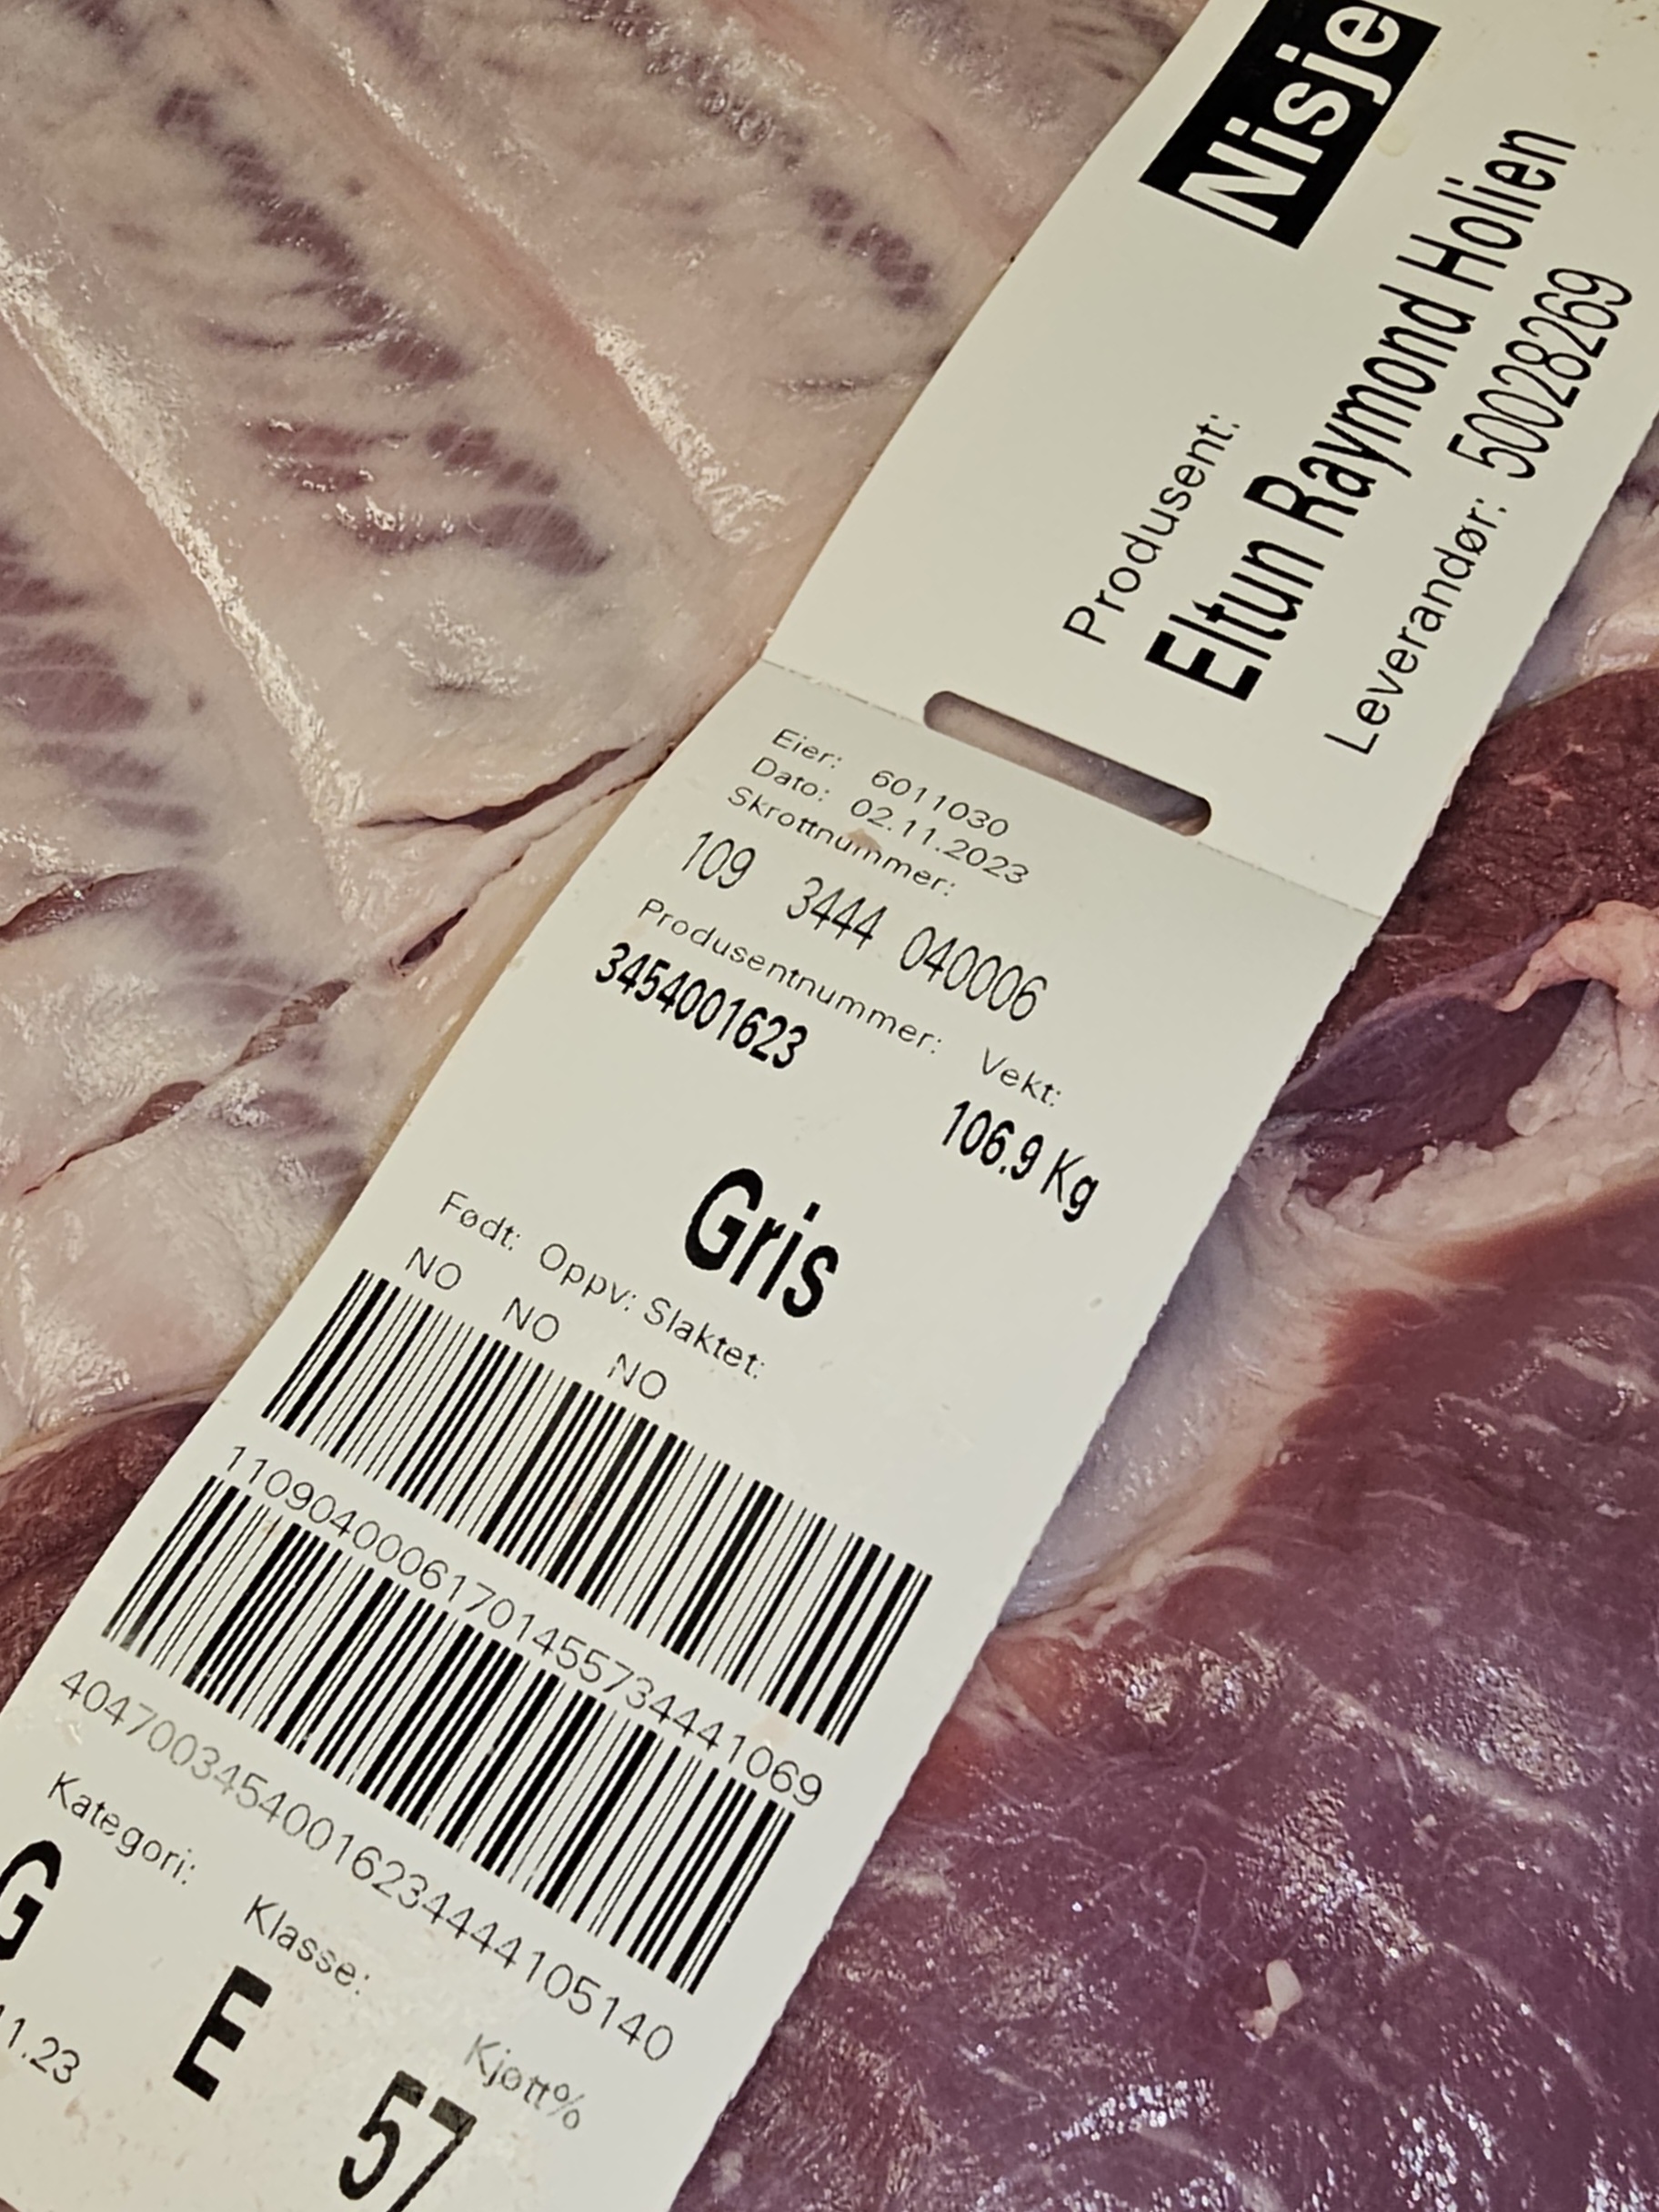 Nisje
Produsent:
Eltun Raymond Holien
Leverandør: 50028269
Eier: 6011030
Dato: 02.11.2023
Skrottnummer:
109 3444 040006
Produsentnummer: Vekt:
3454001623 106.9 Kg
Gris
Født: Oppv: Slaktet:
NO NO NO
11090400061701455734441069
40470034540016234444105140
Kategori: Klasse: Kjøtt%
G E 57
1.23